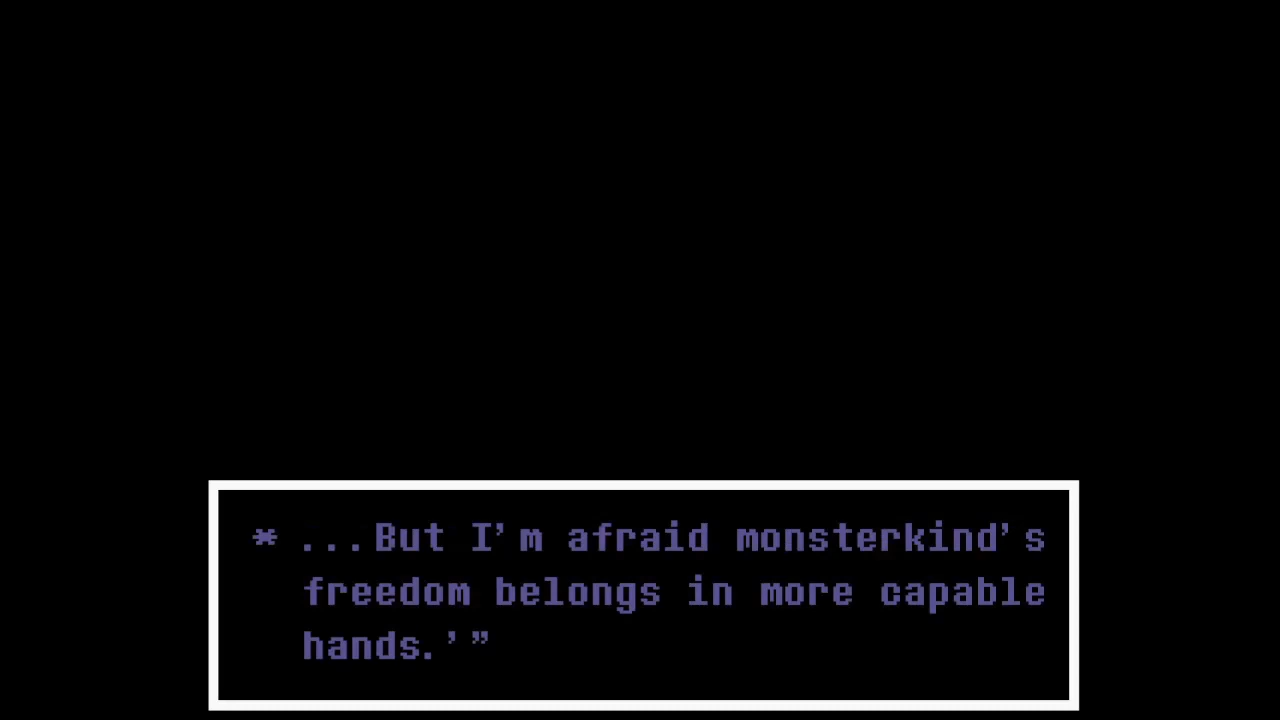 * ...But I'm afraid monsterkind's
freedom belongs in more capable
hands.'”